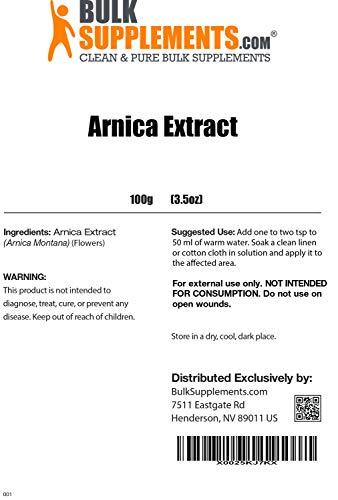 BULK
SUPPLEMENTS.COM®
CLEAN & PURE BULK SUPPLEMENTS
Arnica Extract
100g (3.5oz)
Ingredients: Arnica Extract
(Arnica Montana) (Flowers)
WARNING:
This product is not intended to
diagnose, treat, cure, or prevent any
disease. Keep out of reach of children.
Suggested Use: Add one to two tsp to
50 ml of warm water. Soak a clean linen
or cotton cloth in solution and apply it to
the affected area.
For external use only. NOT INTENDED
FOR CONSUMPTION. Do not use on
open wounds.
Store in a dry, cool, dark place.
Distributed Exclusively by:
BulkSupplements.com
7511 Eastgate Rd
Henderson, NV 89011 US
X0025KJ7KX
001